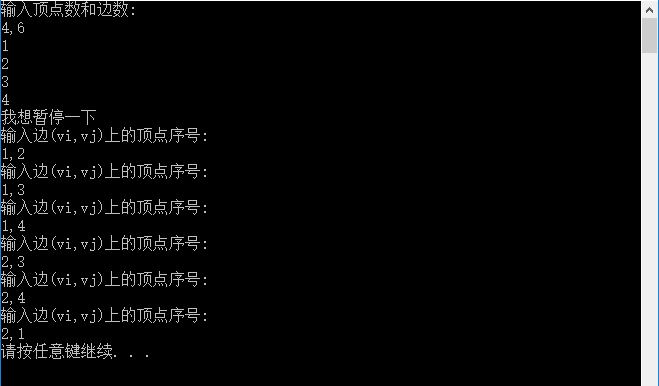 输入顶点数和边数:
4,6
1
2
3
4
我想暂停一下
输入边(vi,vj)上的顶点序号:
1,2
输入边(vi,vj)上的顶点序号:
1,3
输入边(vi,vj)上的顶点序号:
1,4
输入边(vi,vj)上的顶点序号:
2,3
输入边(vi,vj)上的顶点序号:
2,4
输入边(vi,vj)上的顶点序号:
2,1
请按任意键继续. . .